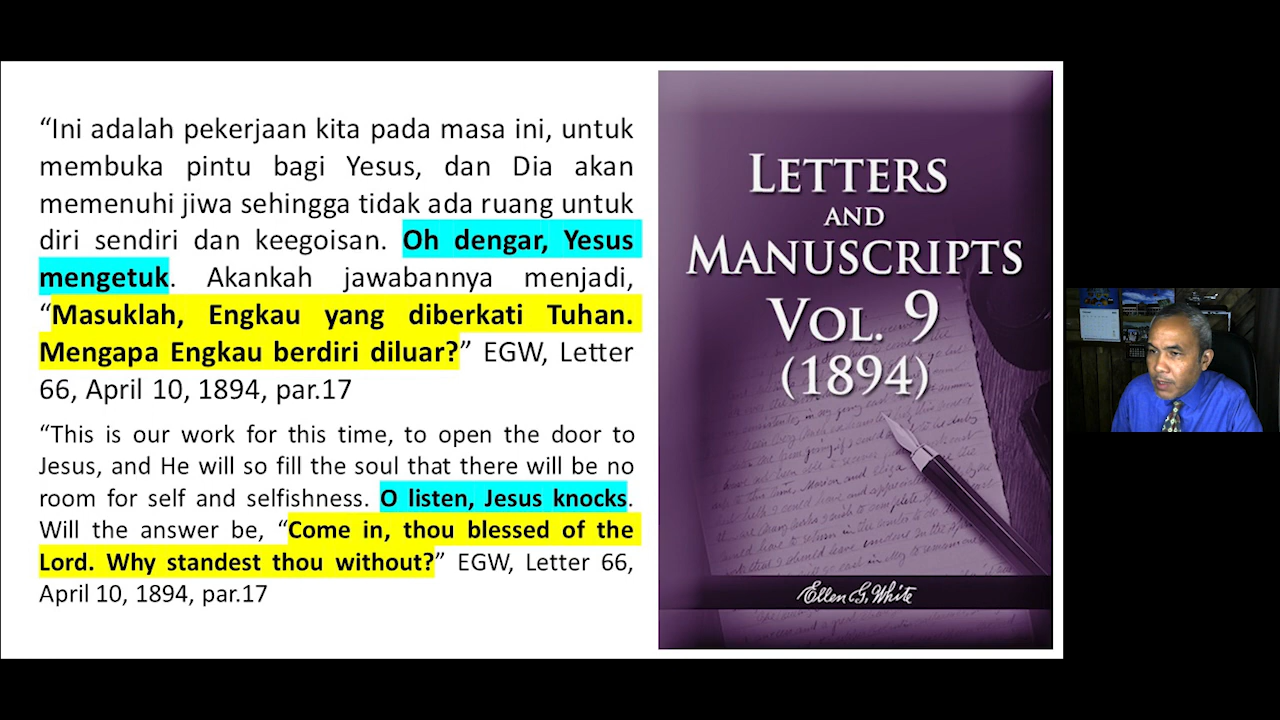 “Ini adalah pekerjaan kita pada masa ini, untuk
membuka pintu bagi Yesus, dan Dia akan
memenuhi jiwa sehingga tidak ada ruang untuk
diri sendiri dan keegoisan. Oh dengar, Yesus
mengetuk. Akankah jawabannya menjadi,
“Masuklah, Engkau yang diberkati Tuhan.
Mengapa Engkau berdiri diluar?” EGW, Letter
66, April 10, 1894, par.17
“This is our work for this time, to open the door to
Jesus, and He will so fill the soul that there will be no
room for self and selfishness. O listen, Jesus knocks.
Will the answer be, “Come in, thou blessed of the
Lord. Why standest thou without?” EGW, Letter 66,
April 10, 1894, par.17
LETTERS
AND
MANUSCRIPTS
VOL. 9
(1894)
Ellen G. White